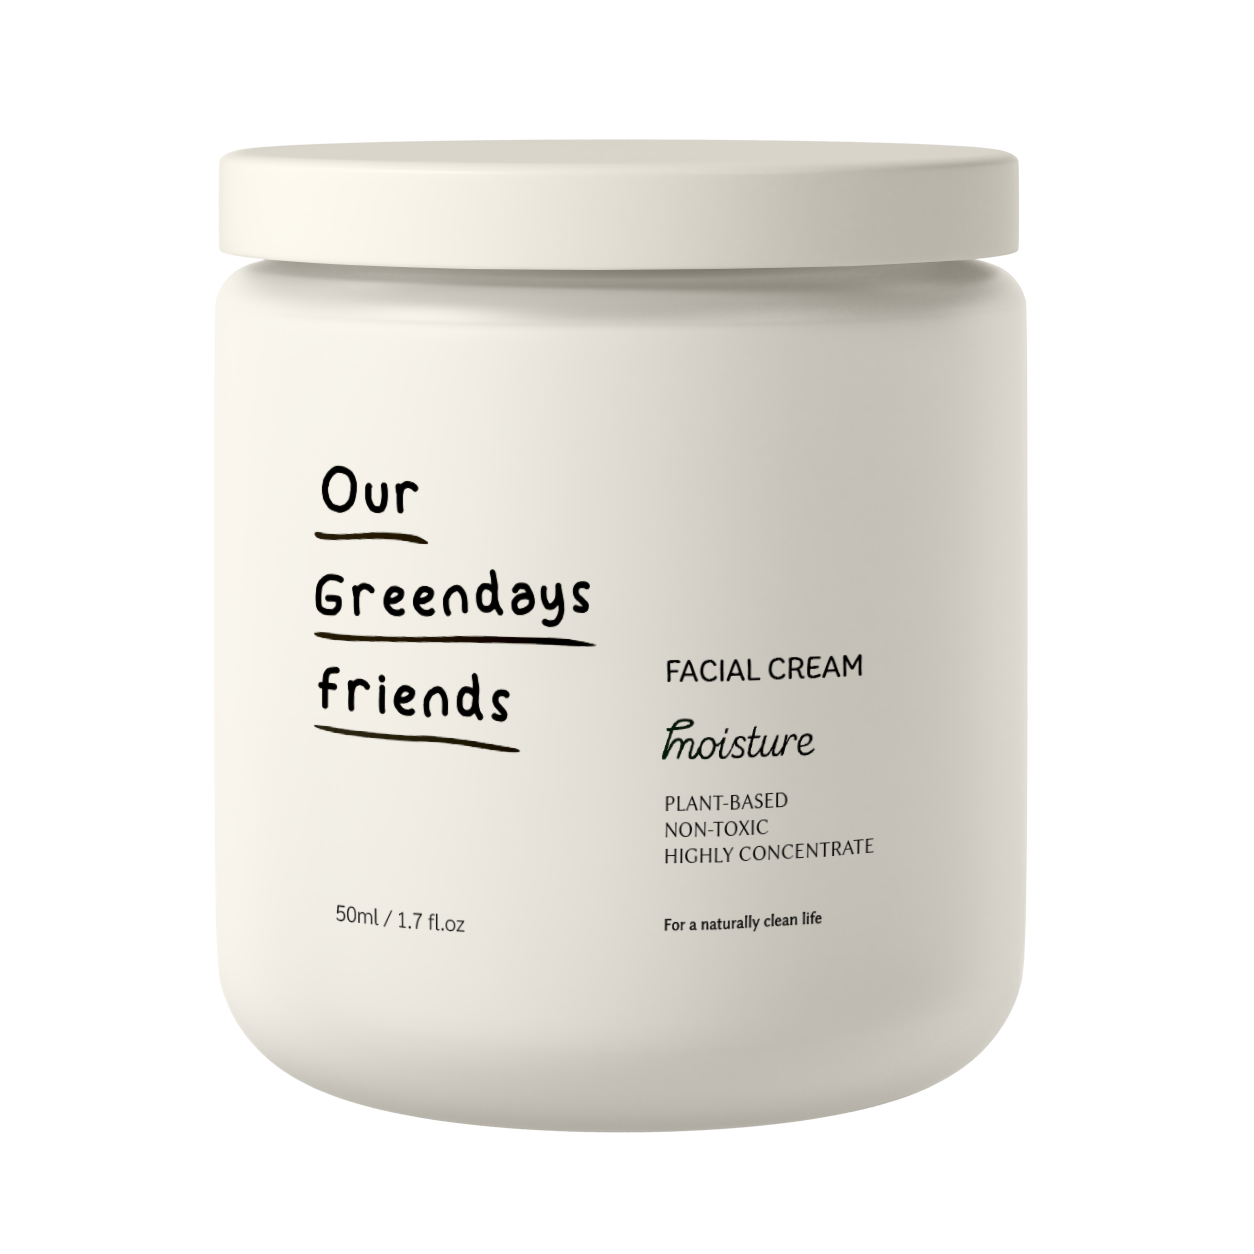 Our
Greendays
friends
FACIAL CREAM
moisture
PLANT-BASED
NON-TOXIC
HIGHLY CONCENTRATE
50ml / 1.7 fl.oz
For a naturally clean life